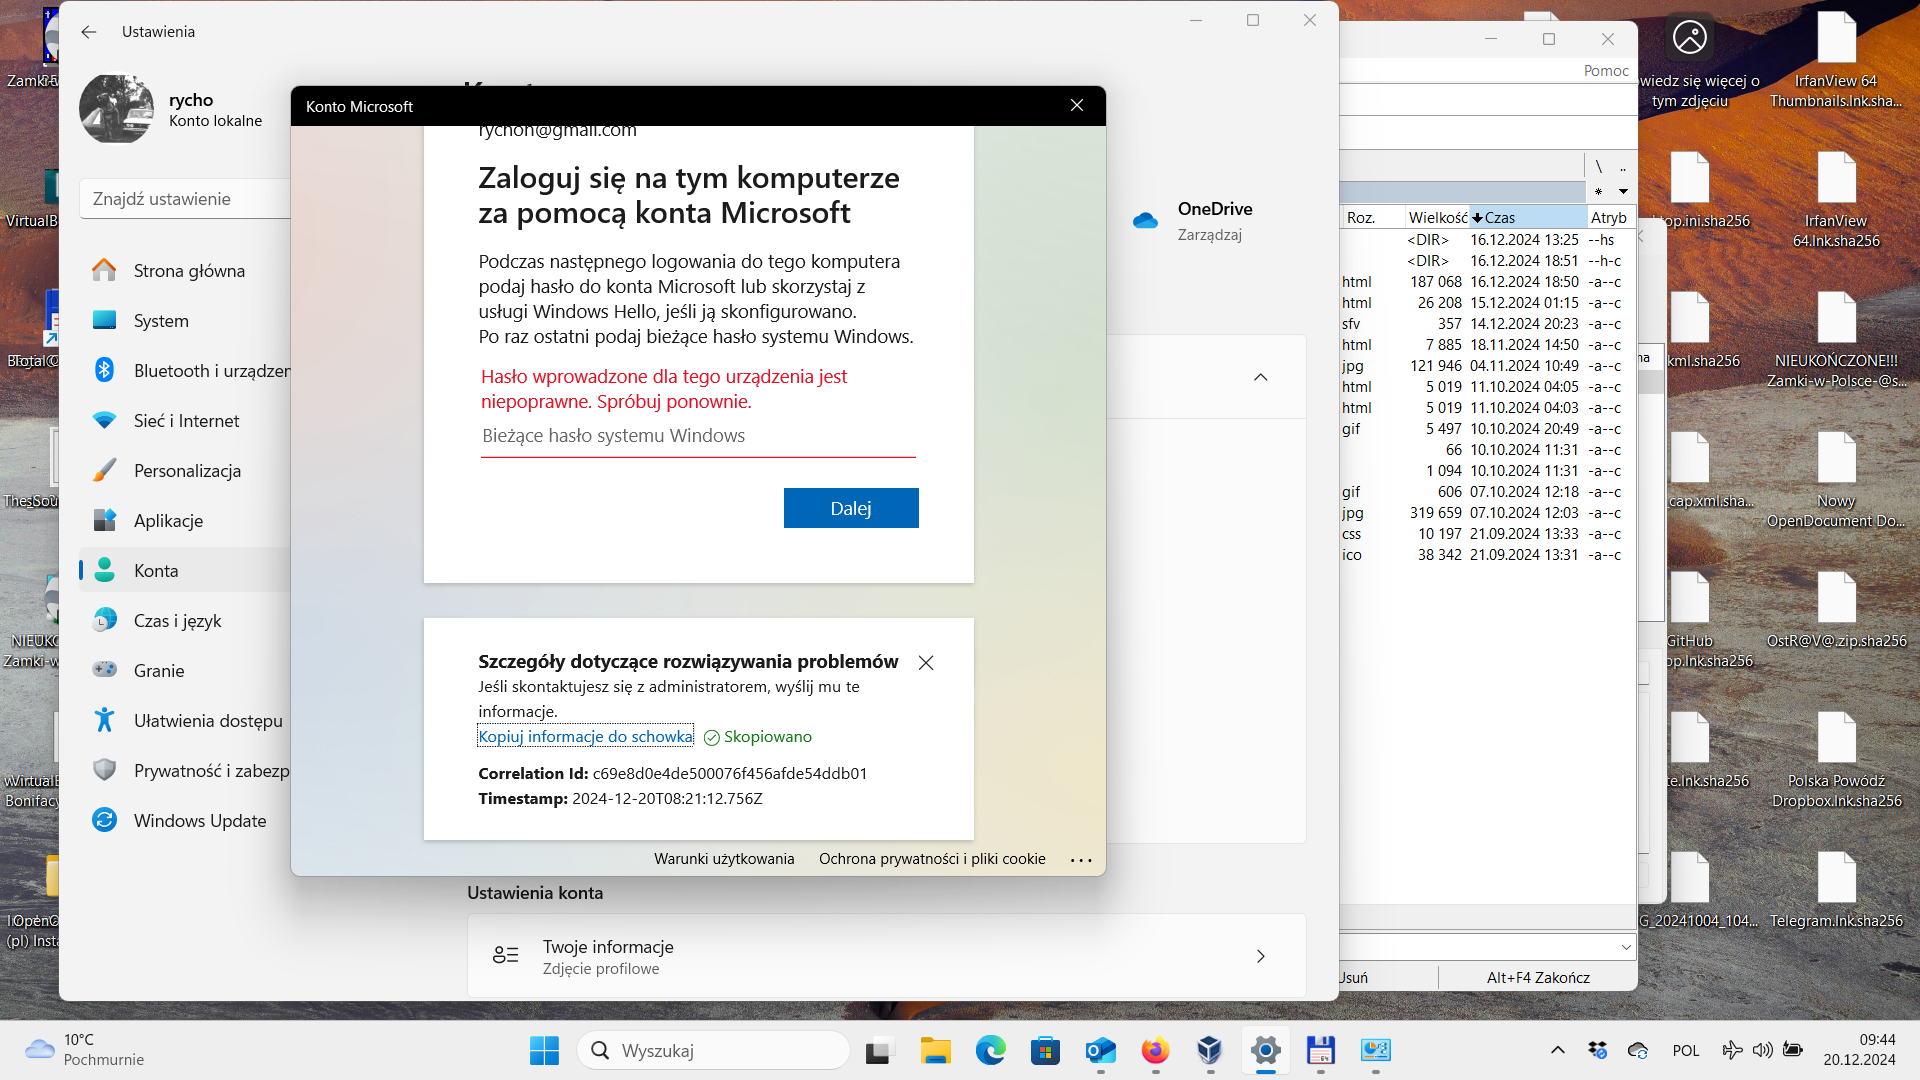 Ustawienia
rycho
Konto lokalne
Znajdź ustawienie
Strona główna
System
Bluetooth i urządzen
Sieć i Internet
Personalizacja
Aplikacje
Konta
Czas i język
Granie
Ułatwienia dostępu
Prywatność i zabezp
Windows Update
Konto Microsoft
rychoh@gmail.com
Zaloguj się na tym komputerze
za pomocą konta Microsoft
Podczas następnego logowania do tego komputera
podaj hasło do konta Microsoft lub skorzystaj z
usługi Windows Hello, jeśli ją skonfigurowano.
Po raz ostatni podaj bieżące hasło systemu Windows.
Hasło wprowadzone dla tego urządzenia jest
niepoprawne. Spróbuj ponownie.
Bieżące hasło systemu Windows
Dalej
Szczegóły dotyczące rozwiązywania problemów
Jeśli skontaktujesz się z administratorem, wyślij mu te
informacje.
Kopiuj informacje do schowka Skopiowano
Correlation Id: c69e8d0e4de500076f456afde54ddb01
Timestamp: 2024-12-20T08:21:12.756Z
Warunki użytkowania Ochrona prywatności i pliki cookie ...
OneDrive
Zarządzaj
Ustawienia konta
Twoje informacje
Zdjęcie profilowe
Pomoc
\ ..
*
Roz. Wielkość Czas Atryb
<DIR> 16.12.2024 13:25 --hs
<DIR> 16.12.2024 18:51 --h-c
html 187 068 16.12.2024 18:50 -a--c
html 26 208 15.12.2024 01:15 -a--c
sfv 357 14.12.2024 20:23 -a--c
html 7 885 18.11.2024 14:50 -a--c
jpg 121 946 04.11.2024 10:49 -a--c
html 5 019 11.10.2024 04:05 -a--c
html 5 019 11.10.2024 04:03 -a--c
gif 5 497 10.10.2024 20:49 -a--c
66 10.10.2024 11:31 -a--c
1 094 10.10.2024 11:31 -a--c
gif 606 07.10.2024 12:18 -a--c
jpg 319 659 07.10.2024 12:03 -a--c
css 10 197 21.09.2024 13:33 -a--c
ico 38 342 21.09.2024 13:31 -a--c
Usuń
Alt+F4 Zakończ
wiedz się więcej o
tym zdjęciu
top.ini.sha256
kml.sha256
cap.xml.sha...
GitHub
op.lnk.sha256
te.lnk.sha256
G_20241004_104...
IrfanView 64
Thumbnails.lnk.sha...
IrfanView
64.lnk.sha256
NIEUKOŃCZONE!!!
Zamki-w-Polsce-@s...
Nowy
OpenDocument Do...
OstR@V@.zip.sha256
Polska Powódź
Dropbox.lnk.sha256
Telegram.lnk.sha256
10°C
Pochmurnie
Wyszukaj
POL
09:44
20.12.2024